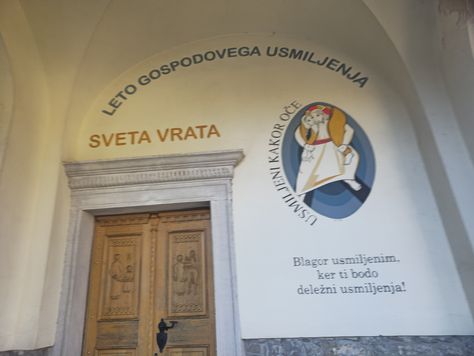 LETO GOSPODOVEGA USMILJENJA
SVETA VRATA
USMILJENI KAKOR OČE
Blagor usmiljenim,
ker ti bodo
deležni usmiljenja!